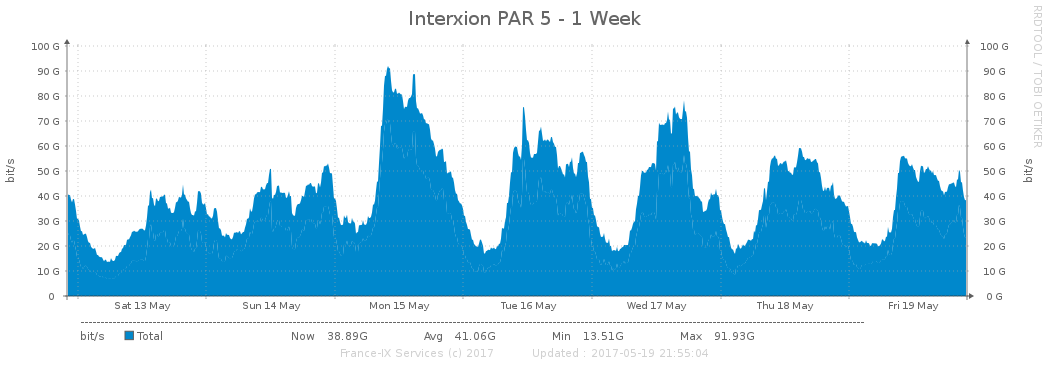 Interxion PAR 5 - 1 Week
RRDTOOL / TOBI OETIKER
bit/s
100 G 100 G
90 G 90 G
80 G 80 G
70 G 70 G
60 G 60 G
50 G 50 G
40 G 40 G
30 G 30 G
20 G 20 G
10 G 10 G
0 0 G
bit/s
Sat 13 May Sun 14 May Mon 15 May Tue 16 May Wed 17 May Thu 18 May Fri 19 May
bit/s Total Now 38.89G Avg 41.06G Min 13.51G Max 91.93G
France-IX Services (c) 2017 Updated : 2017-05-19 21:55:04